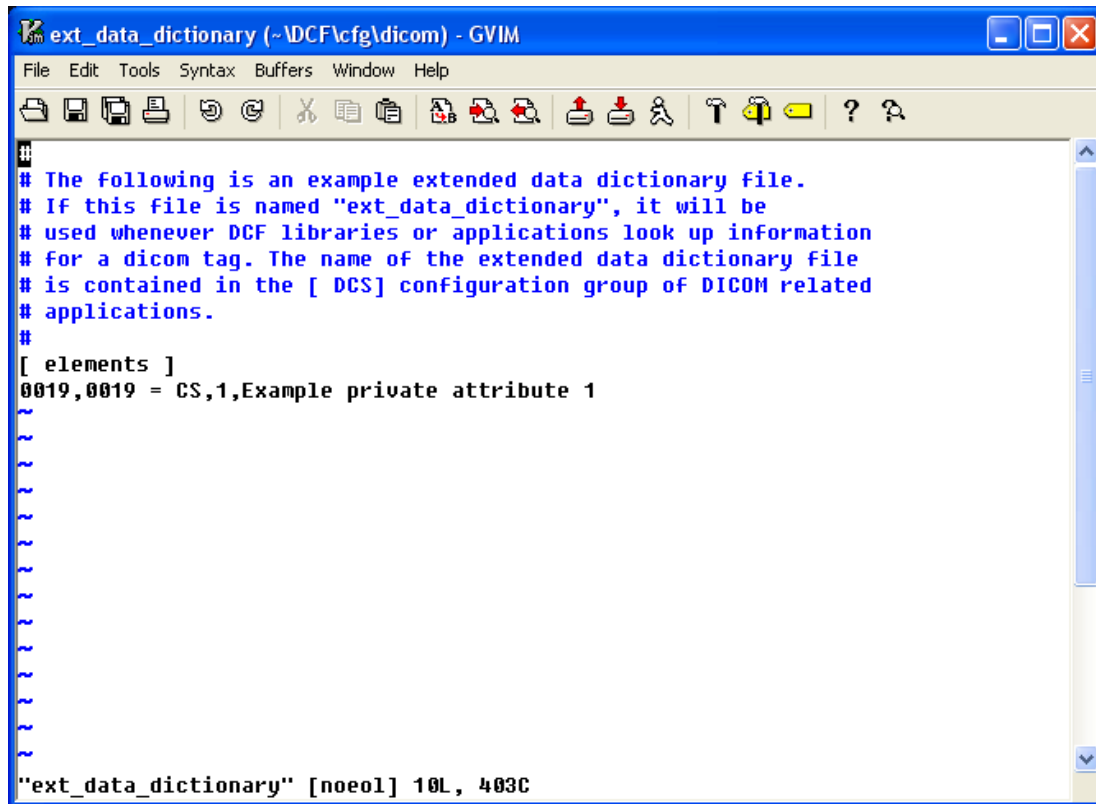 ext_data_dictionary (~\DCF\cfg\dicom) - GVIM
File Edit Tools Syntax Buffers Window Help
#
# The following is an example extended data dictionary file.
# If this file is named "ext_data_dictionary", it will be
# used whenever DCF libraries or applications look up information
# for a dicom tag. The name of the extended data dictionary file
# is contained in the [ DCS] configuration group of DICOM related
# applications.
#
[ elements ]
0019,0019 = CS,1,Example private attribute 1
~
~
~
~
~
~
~
~
~
~
~
~
~
"ext_data_dictionary" [noeol] 10L, 403C